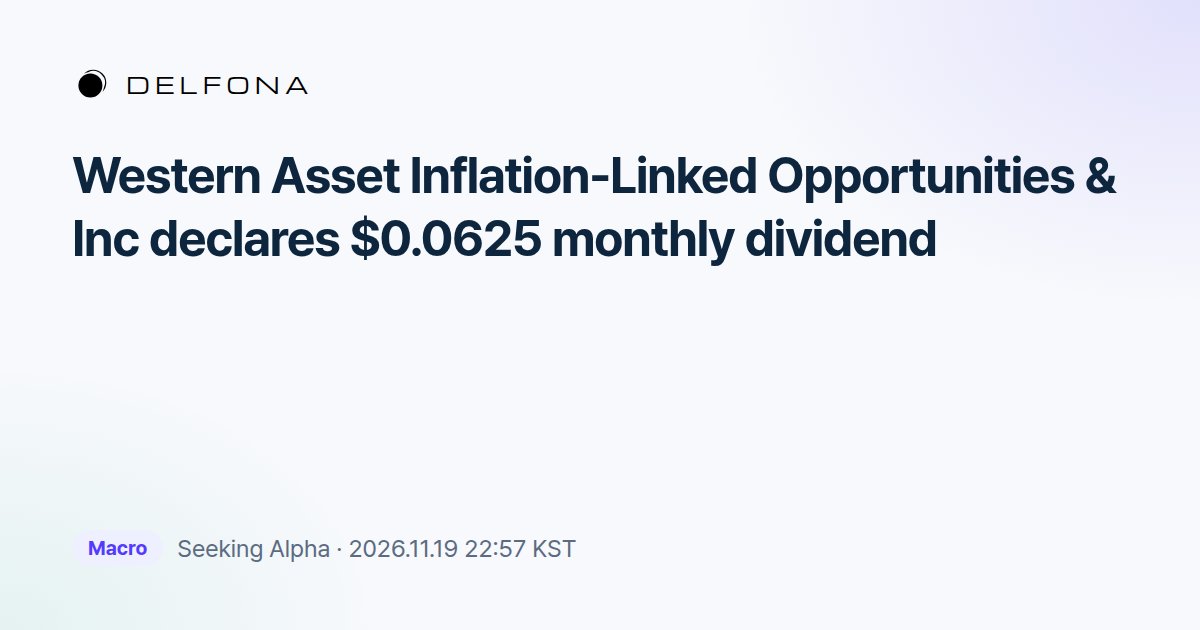 DELFONA
Western Asset Inflation-Linked Opportunities &
Inc declares $0.0625 monthly dividend
Macro Seeking Alpha · 2026.11.19 22:57 KST